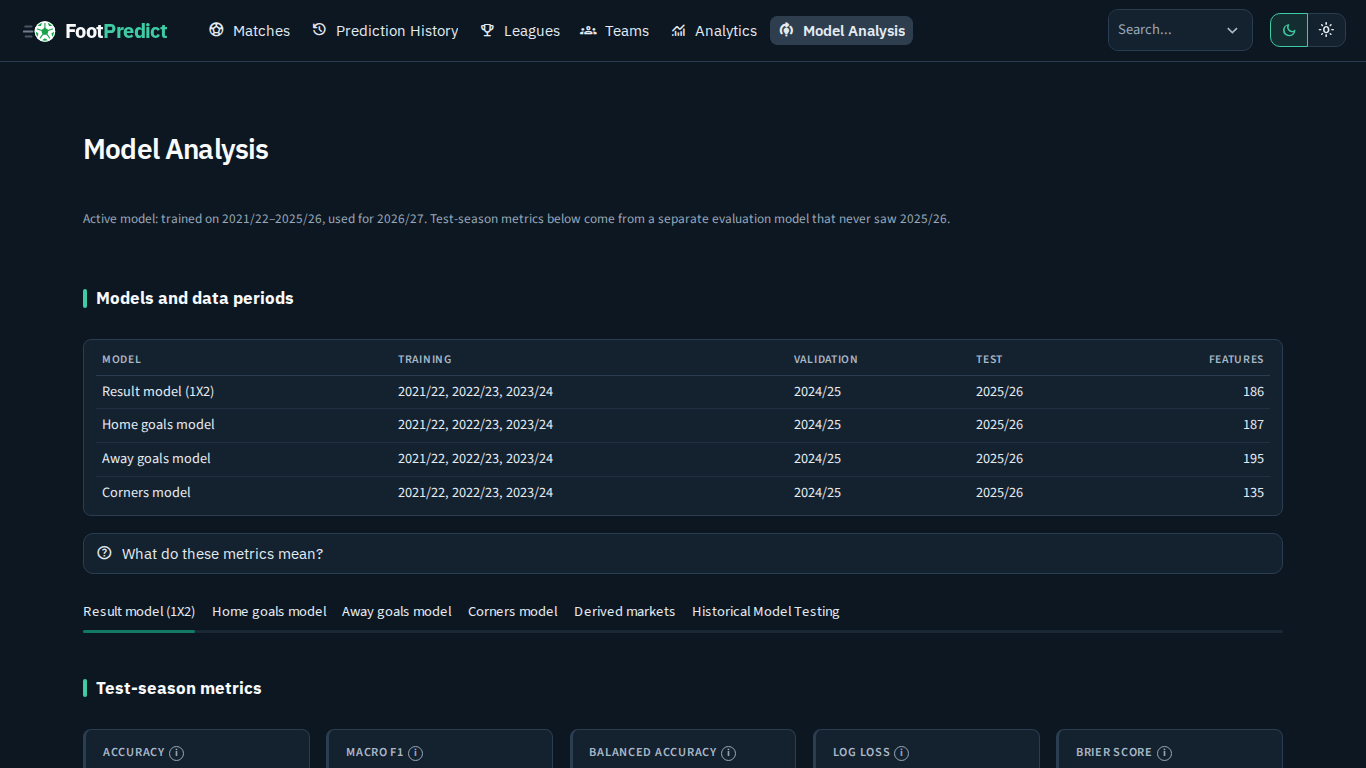 FootPredict Matches Prediction History Leagues Teams Analytics Model Analysis Search...
Model Analysis
Active model: trained on 2021/22–2025/26, used for 2026/27. Test-season metrics below come from a separate evaluation model that never saw 2025/26.
Models and data periods
MODEL TRAINING VALIDATION TEST FEATURES
Result model (1X2) 2021/22, 2022/23, 2023/24 2024/25 2025/26 186
Home goals model 2021/22, 2022/23, 2023/24 2024/25 2025/26 187
Away goals model 2021/22, 2022/23, 2023/24 2024/25 2025/26 195
Corners model 2021/22, 2022/23, 2023/24 2024/25 2025/26 135
What do these metrics mean?
Result model (1X2) Home goals model Away goals model Corners model Derived markets Historical Model Testing
Test-season metrics
ACCURACY MACRO F1 BALANCED ACCURACY LOG LOSS BRIER SCORE